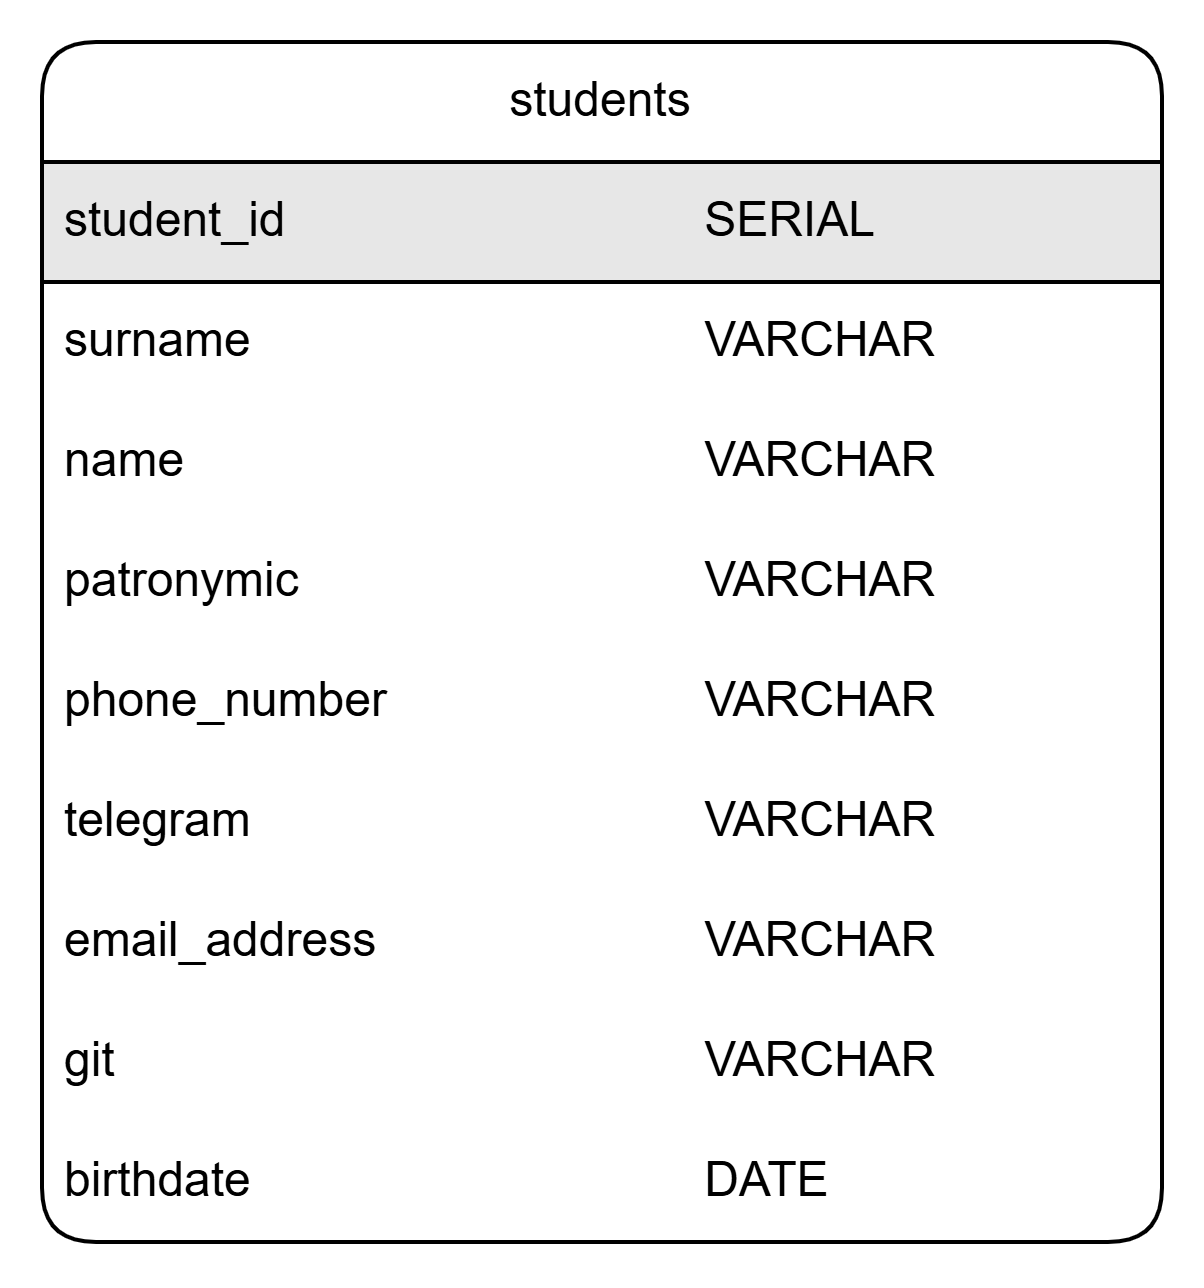 students
student_id SERIAL
surname VARCHAR
name VARCHAR
patronymic VARCHAR
phone_number VARCHAR
telegram VARCHAR
email_address VARCHAR
git VARCHAR
birthdate DATE